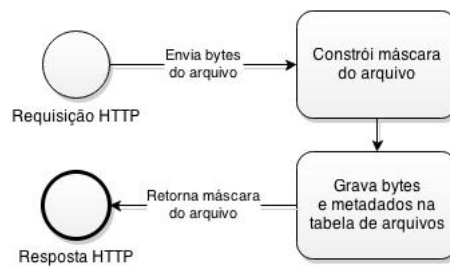 Envia bytes
do arquivo
Constrói máscara
do arquivo
Requisição HTTP
Retorna máscara
do arquivo
Grava bytes
e metadados na
tabela de arquivos
Resposta HTTP